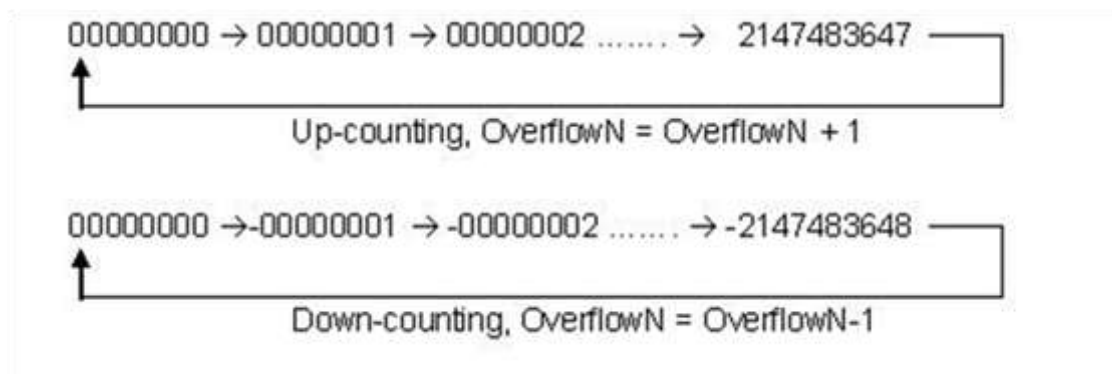 00000000 → 00000001 → 00000002 ....... → 2147483647
Up-counting, OverflowN = OverflowN + 1
00000000 →-00000001 → -00000002 ....... → -2147483648
Down-counting, OverflowN = OverflowN-1